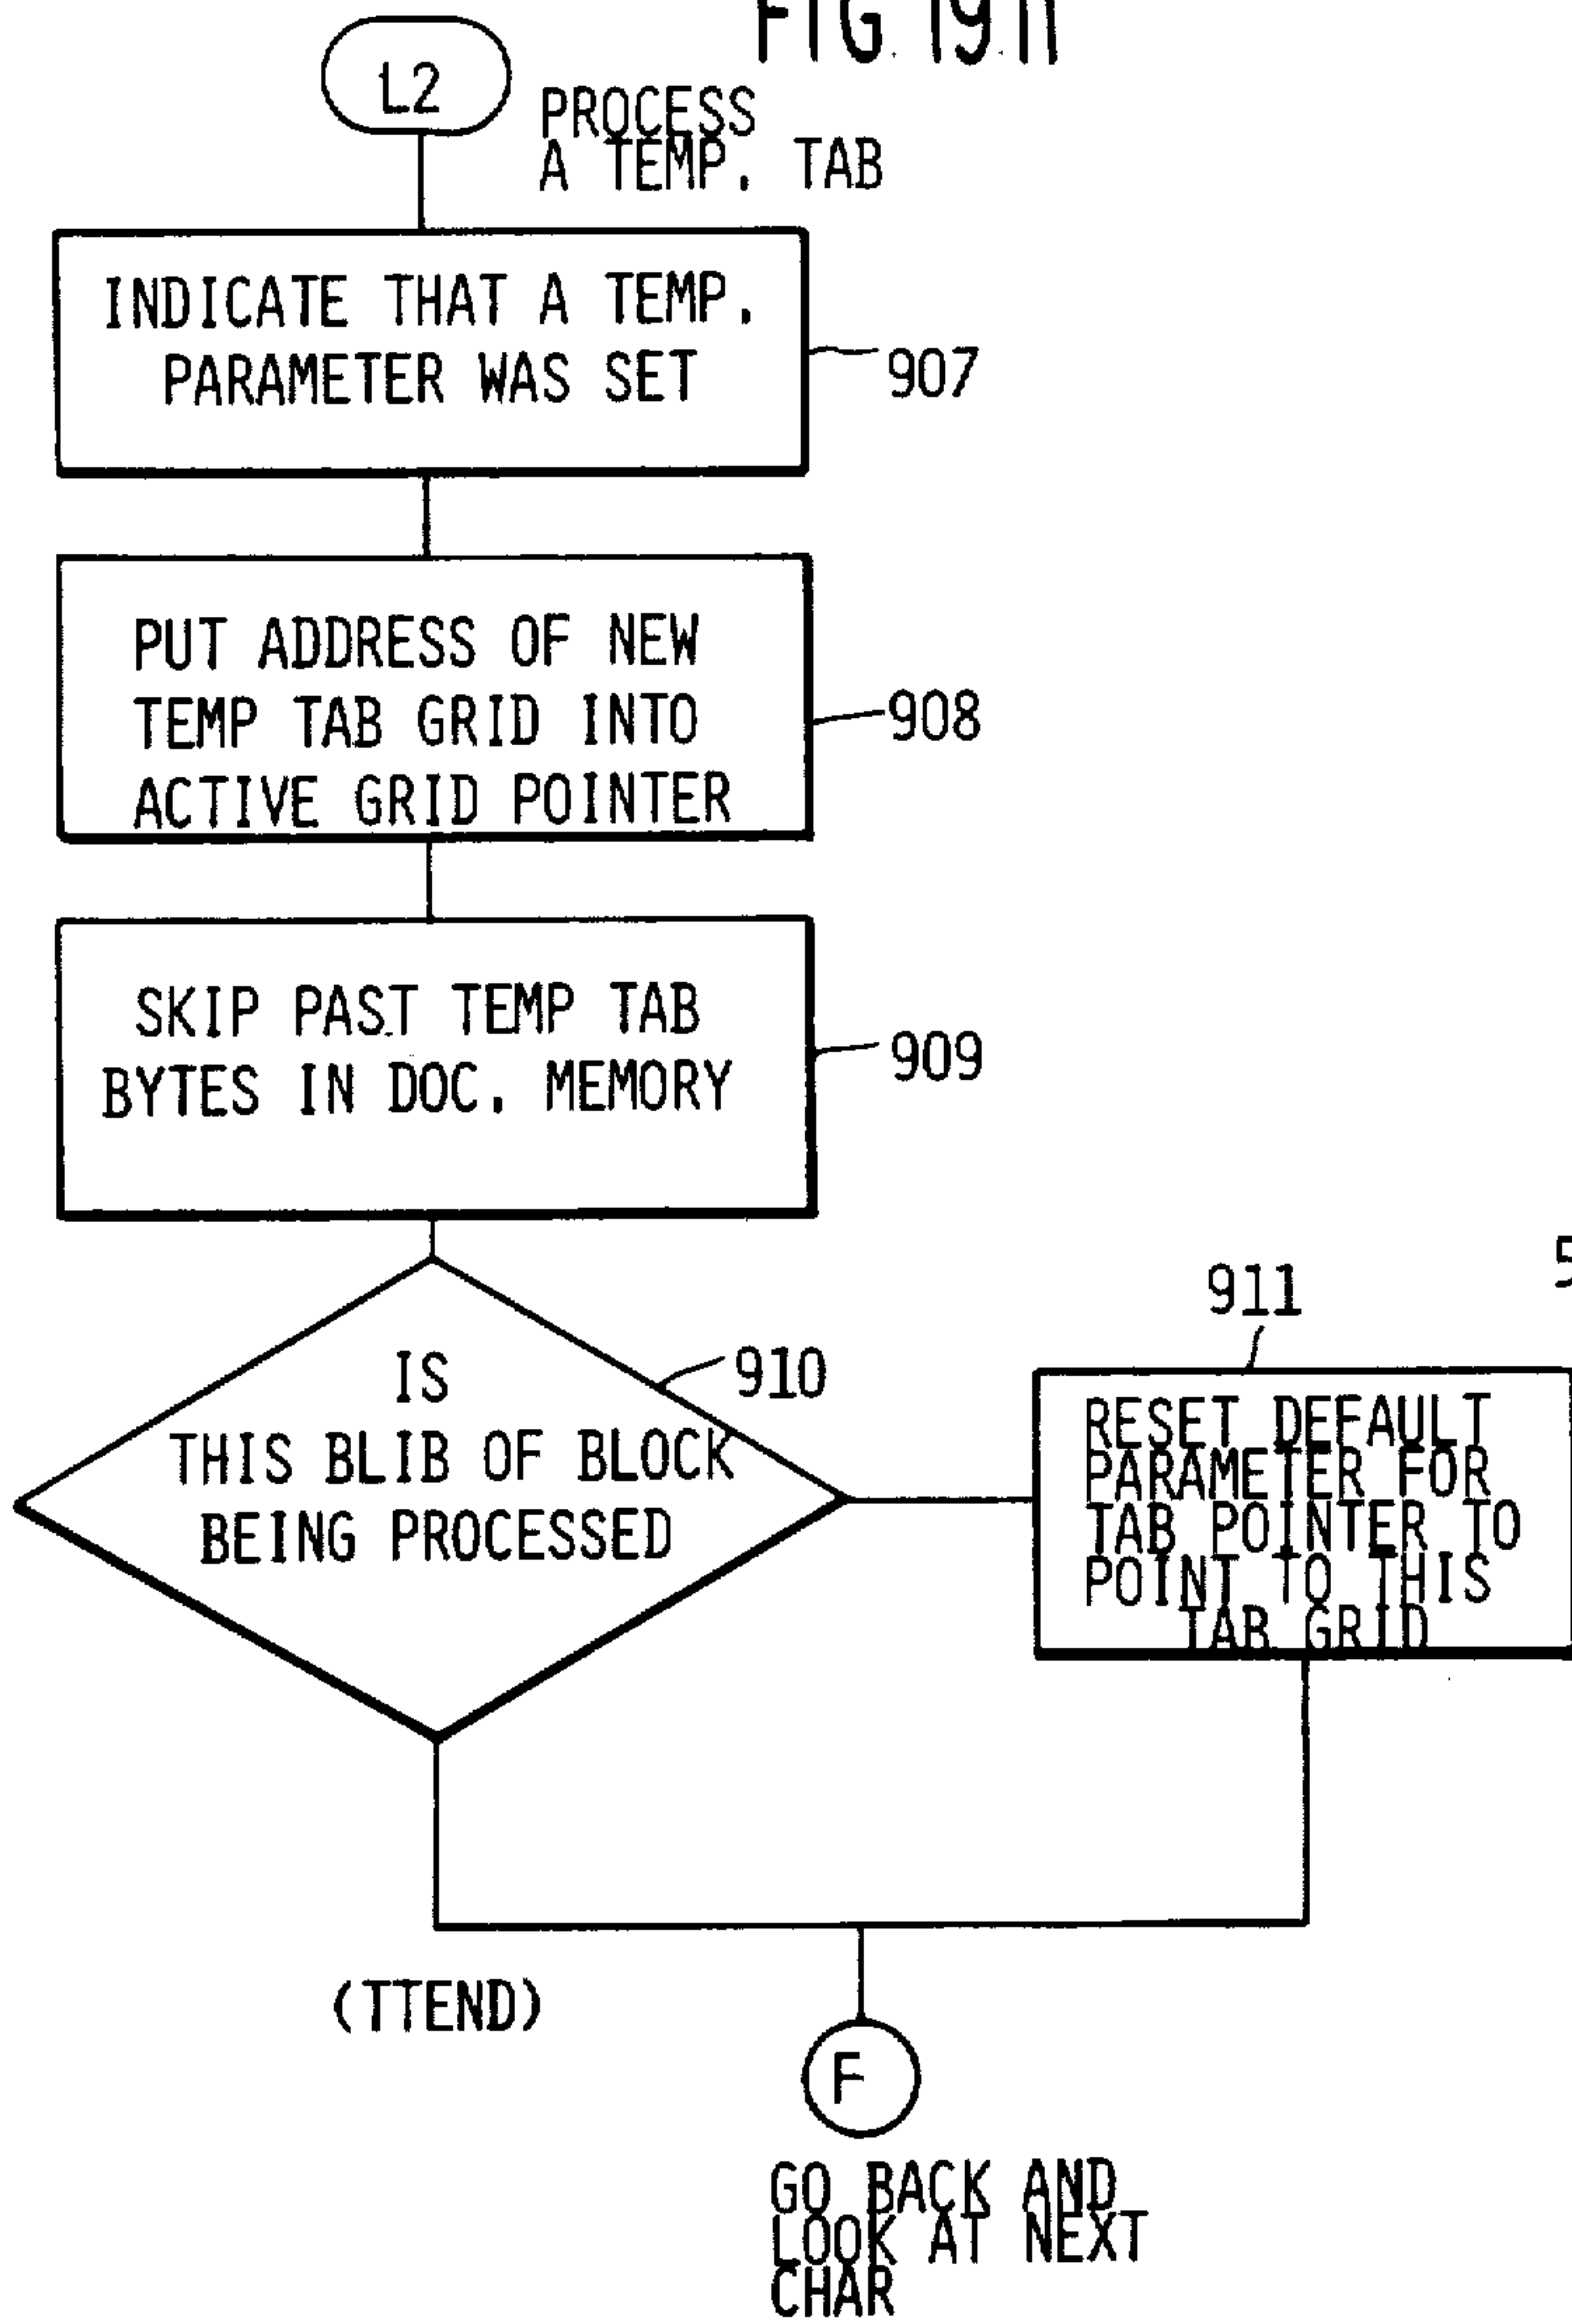 FIG. 19.11
L2
PROCESS
A TEMP. TAB
INDICATE THAT A TEMP.
PARAMETER WAS SET
907
PUT ADDRESS OF NEW
TEMP TAB GRID INTO
ACTIVE GRID POINTER
908
SKIP PAST TEMP TAB
BYTES IN DOC. MEMORY
909
IS
THIS BLIB OF BLOCK
BEING PROCESSED
910
911
RESET DEFAULT
PARAMETER FOR
TAB POINTER TO
POINT TO THIS
TAB GRID
(TTEND)
F
GO BACK AND
LOOK AT NEXT
CHAR